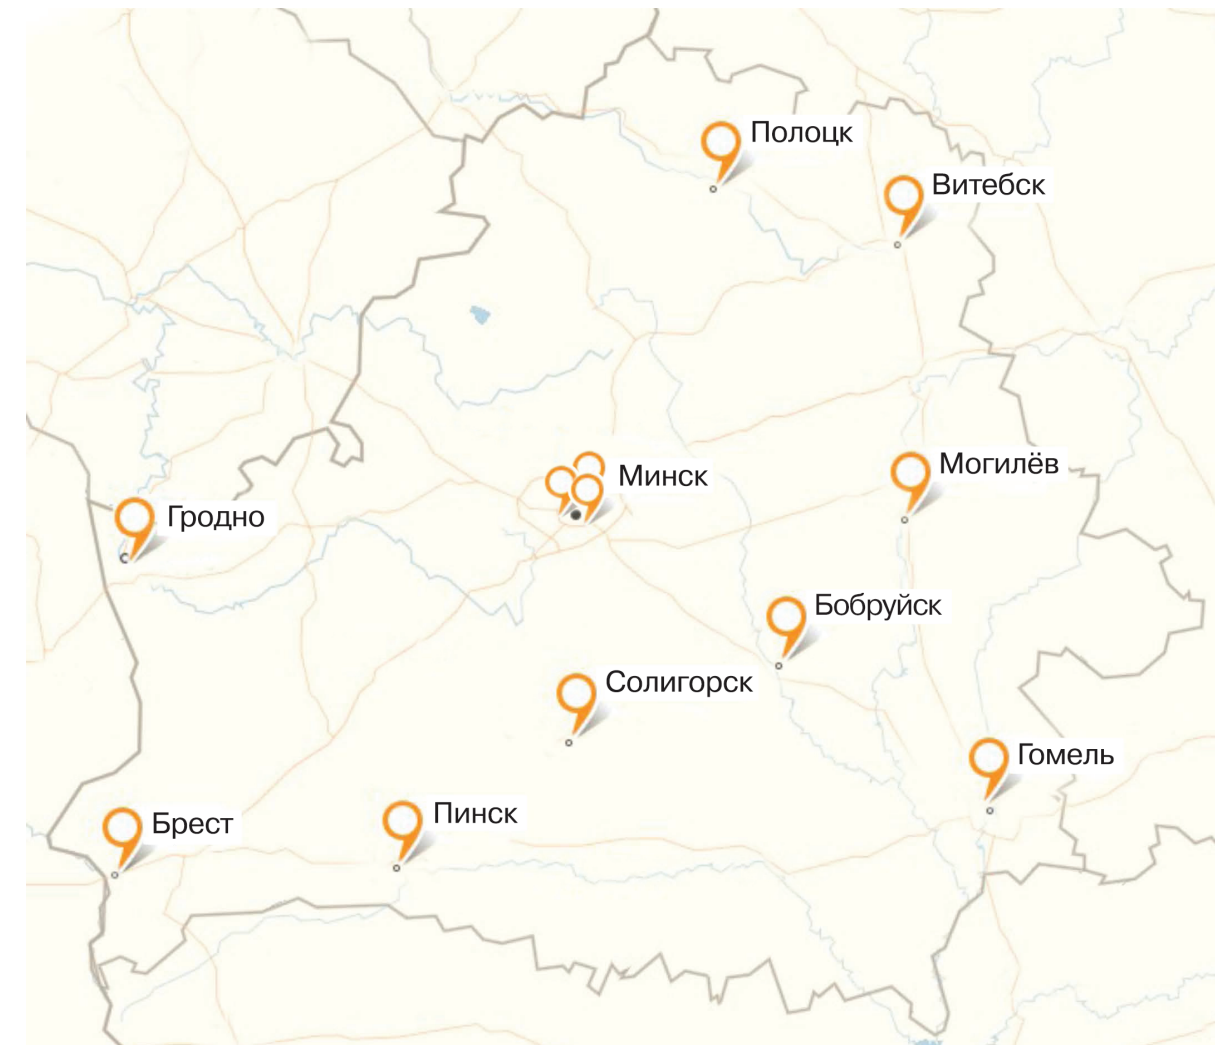 Полоцк
Витебск
Могилёв
Минск
Гродно
Бобруйск
Солигорск
Гомель
Пинск
Брест